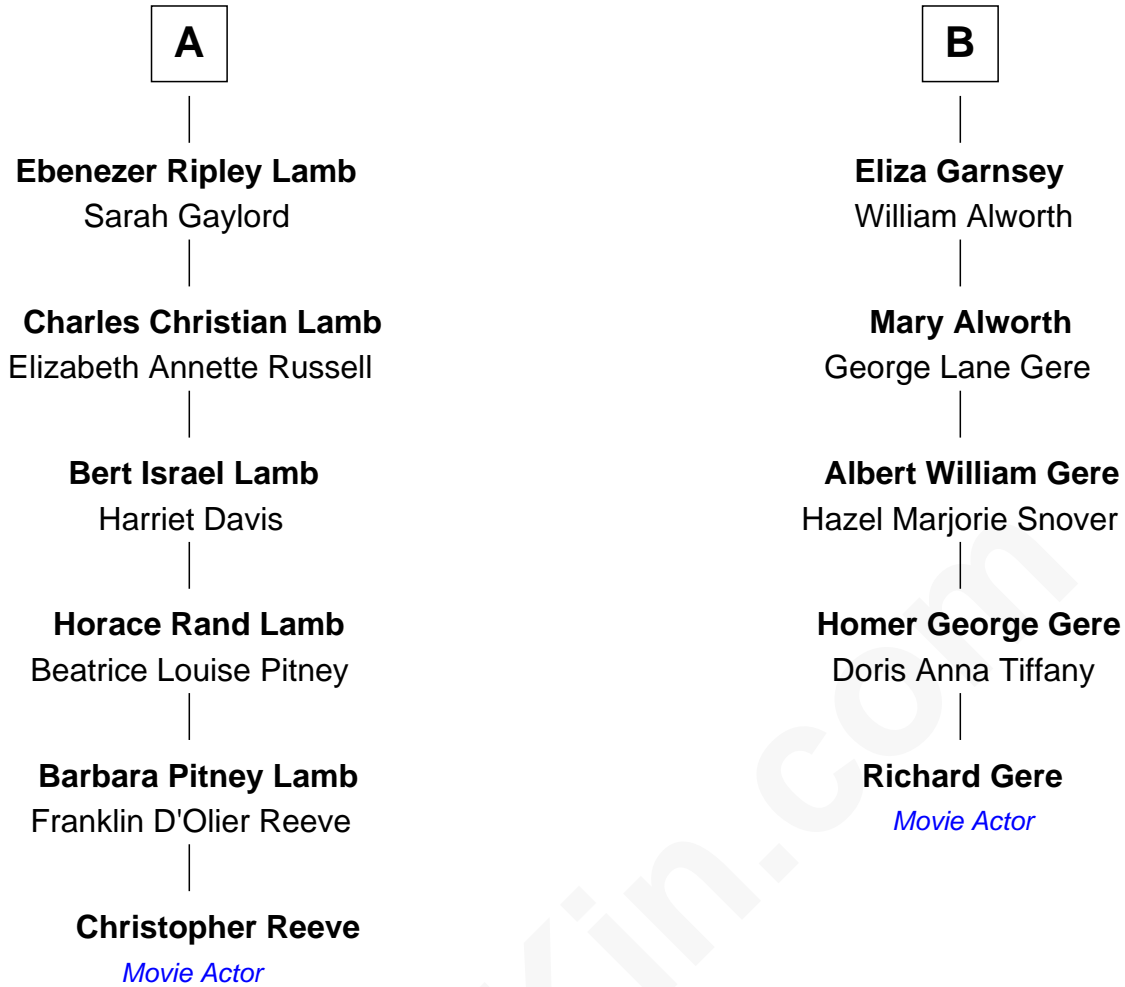 A
Ebenezer Ripley Lamb
Sarah Gaylord
Charles Christian Lamb
Elizabeth Annette Russell
Bert Israel Lamb
Harriet Davis
Horace Rand Lamb
Beatrice Louise Pitney
Barbara Pitney Lamb
Franklin D'Olier Reeve
Christopher Reeve
Movie Actor
B
Eliza Garnsey
William Alworth
Mary Alworth
George Lane Gere
Albert William Gere
Hazel Marjorie Snover
Homer George Gere
Doris Anna Tiffany
Richard Gere
Movie Actor
Kin.com